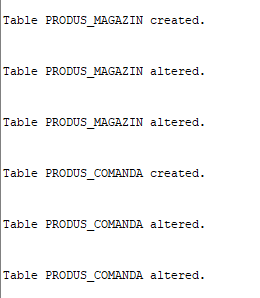 Table PRODUS_MAGAZIN created.
Table PRODUS_MAGAZIN altered.
Table PRODUS_MAGAZIN altered.
Table PRODUS_COMANDA created.
Table PRODUS_COMANDA altered.
Table PRODUS_COMANDA altered.